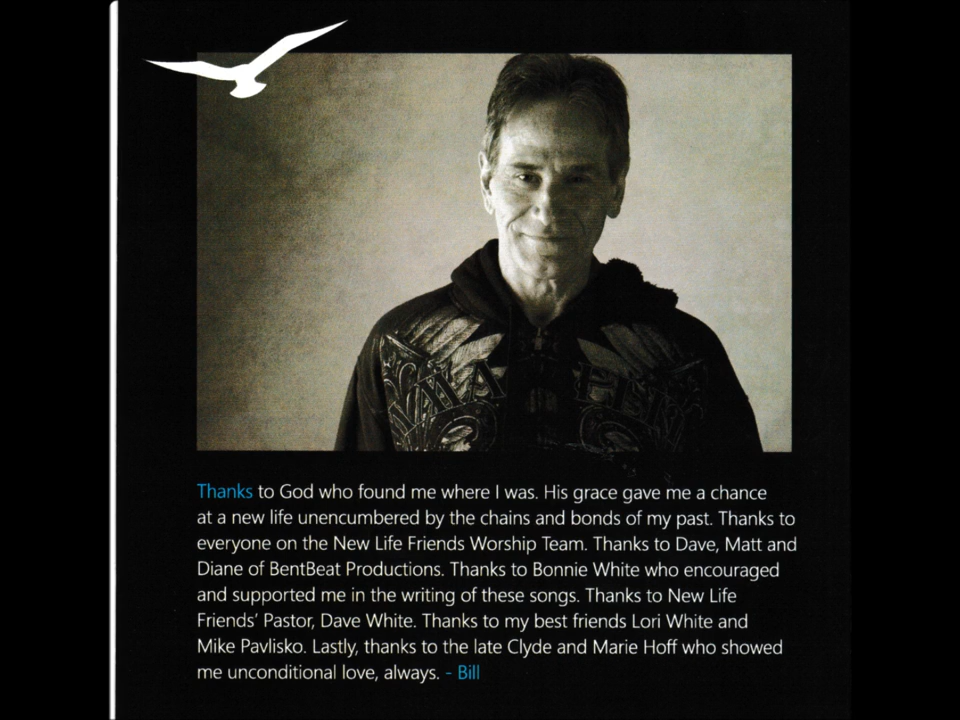 Thanks to God who found me where I was. His grace gave me a chance
at a new life unencumbered by the chains and bonds of my past. Thanks to
everyone on the New Life Friends Worship Team. Thanks to Dave, Matt and
Diane of BentBeat Productions. Thanks to Bonnie White who encouraged
and supported me in the writing of these songs. Thanks to New Life
Friends' Pastor, Dave White. Thanks to my best friends Lori White and
Mike Pavlisko. Lastly, thanks to the late Clyde and Marie Hoff who showed
me unconditional love, always. - Bill